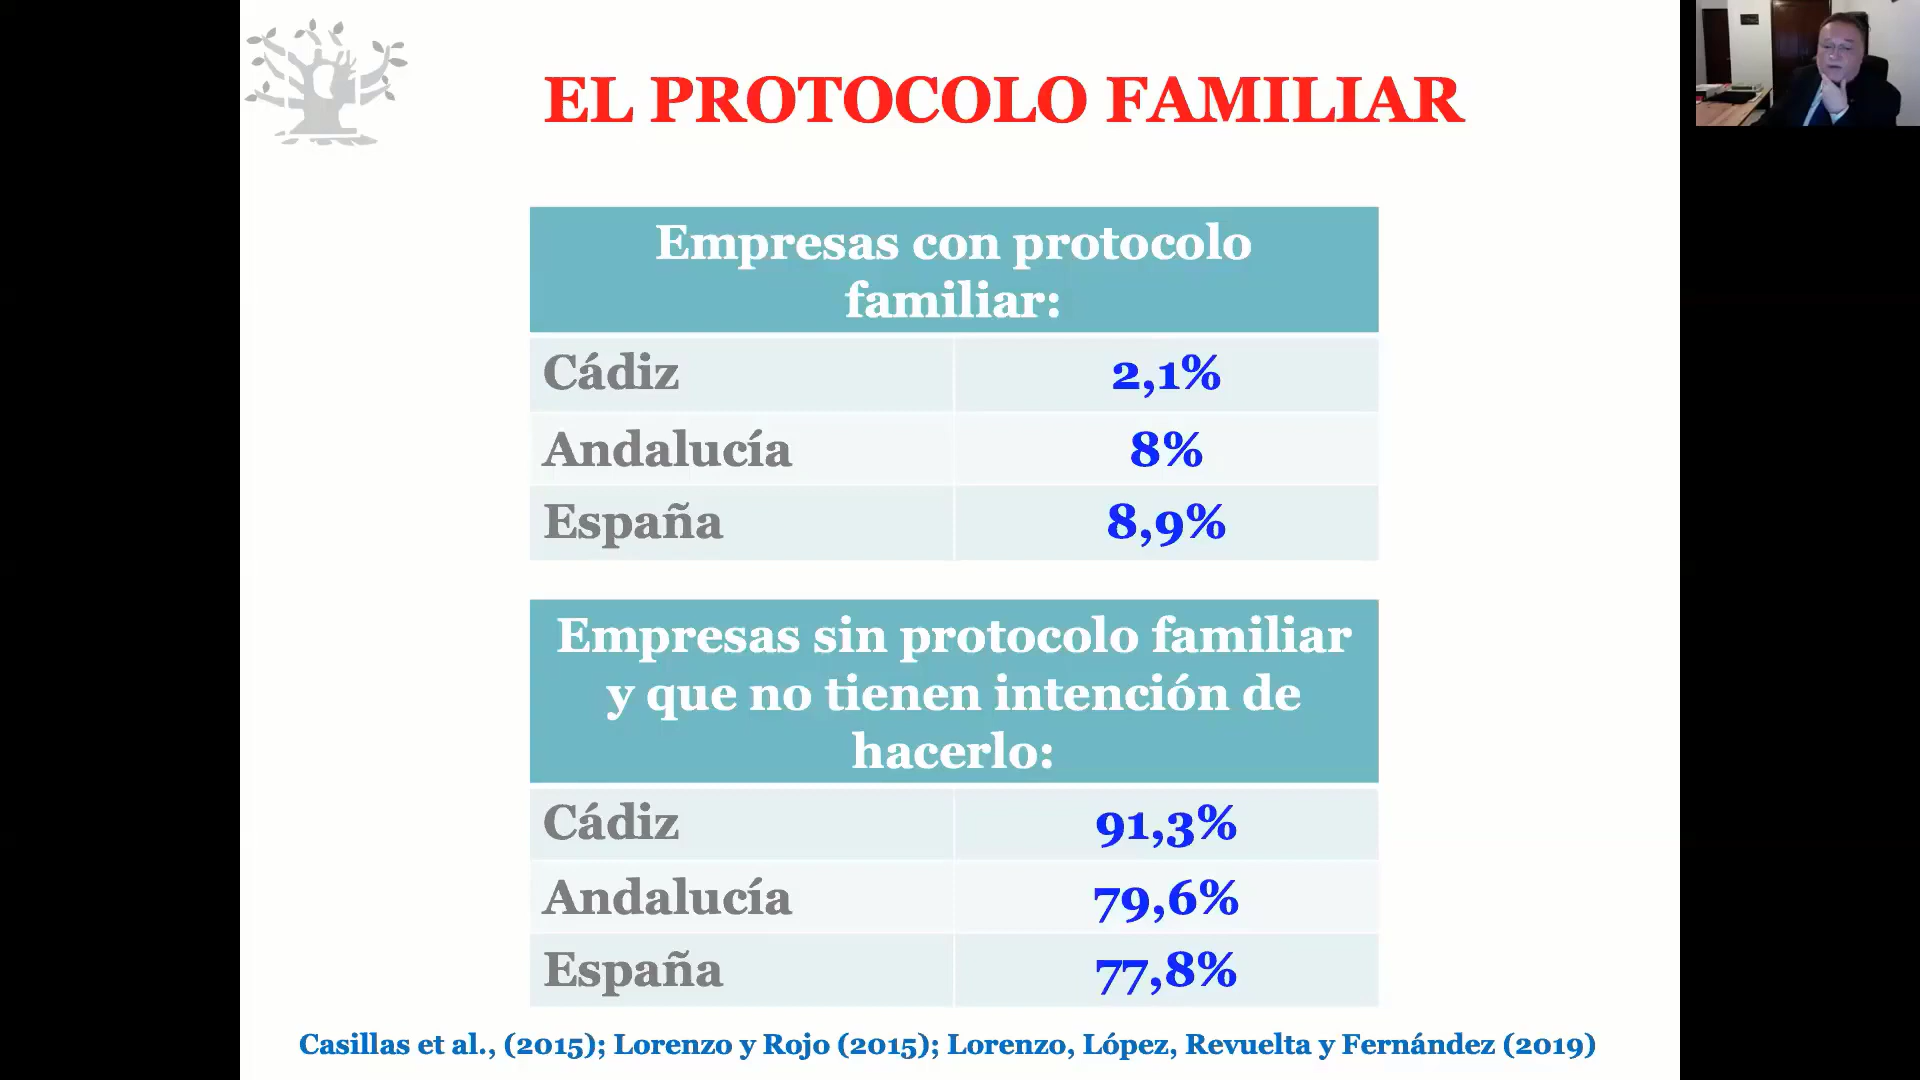 EL PROTOCOLO FAMILIAR
Empresas con protocolo
familiar:
Cádiz 2,1%
Andalucía 8%
España 8,9%
Empresas sin protocolo familiar
y que no tienen intención de
hacerlo:
Cádiz 91,3%
Andalucía 79,6%
España 77,8%
Casillas et al., (2015); Lorenzo y Rojo (2015); Lorenzo, López, Revuelta y Fernández (2019)